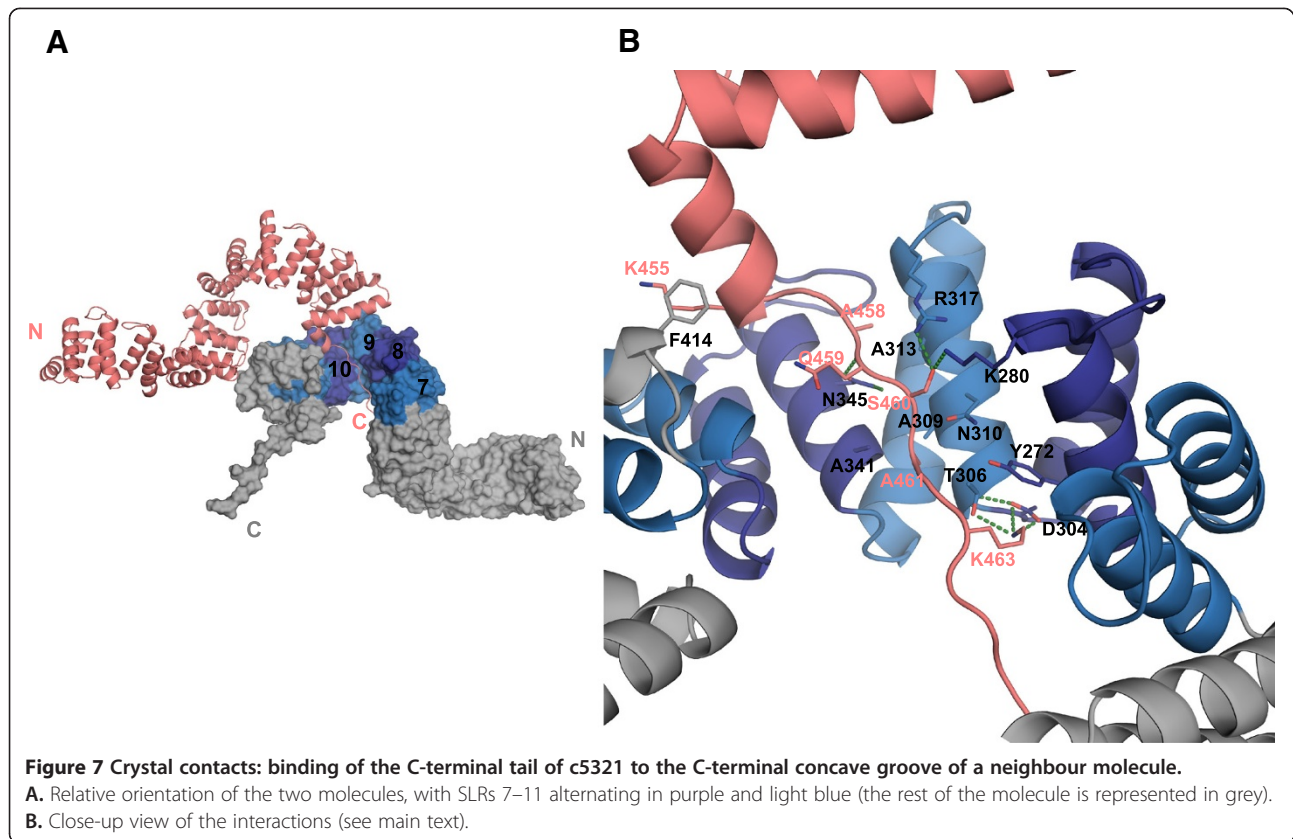 A
B
N
9
8
10
7
C
N
C
K455
F414
A458
R317
A313
Q459
N345
S460
K280
A309
N310
A341
Y272
A461
T306
D304
K463
Figure 7 Crystal contacts: binding of the C-terminal tail of c5321 to the C-terminal concave groove of a neighbour molecule.
A. Relative orientation of the two molecules, with SLRs 7–11 alternating in purple and light blue (the rest of the molecule is represented in grey).
B. Close-up view of the interactions (see main text).